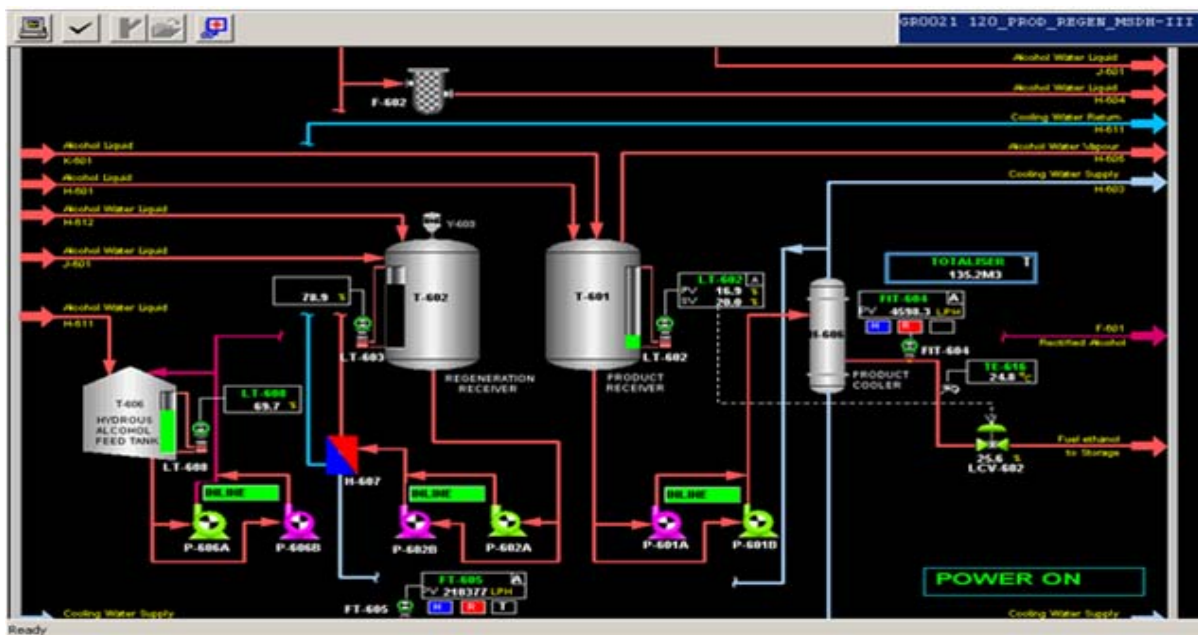 GR0021 120_PROD_REGEN_MSDH-III
Alcohol Water Liquid
J-601
F-602
Alcohol Water Liquid
H-604
Cooling Water Return
H-611
Alcohol Liquid
K-601
Alcohol Water Vapour
H-605
Alcohol Liquid
H-601
Cooling Water Supply
H-603
Alcohol Water Liquid
H-612
V-603
Alcohol Water Liquid
J-601
TOTALISER T
135.2M3
78.9 %
T-602
T-601
LT-602 A
PV 16.9 %
SV 20.0 %
FIT-604 A
PV 4598.3 LPH
H R
Alcohol Water Liquid
H-611
H-606
F-601
Rectified Alcohol
LT-603
LT-602
FIT-604
REGENERATION
RECEIVER
PRODUCT
RECEIVER
PRODUCT
COOLER
TE-616
24.8 °C
T-606
HYDROUS
ALCOHOL
FEED TANK
LT-608
69.7 %
LT-608
Fuel ethanol
to Storage
25.6 %
LCV-602
H-607
INLINE
INLINE
INLINE
P-606A
P-606B
P-602B
P-602A
P-601A
P-601B
POWER ON
FT-605 A
PV 218377 LPH
H R T
FT-605
Cooling Water Supply
Cooling Water Supply
Ready